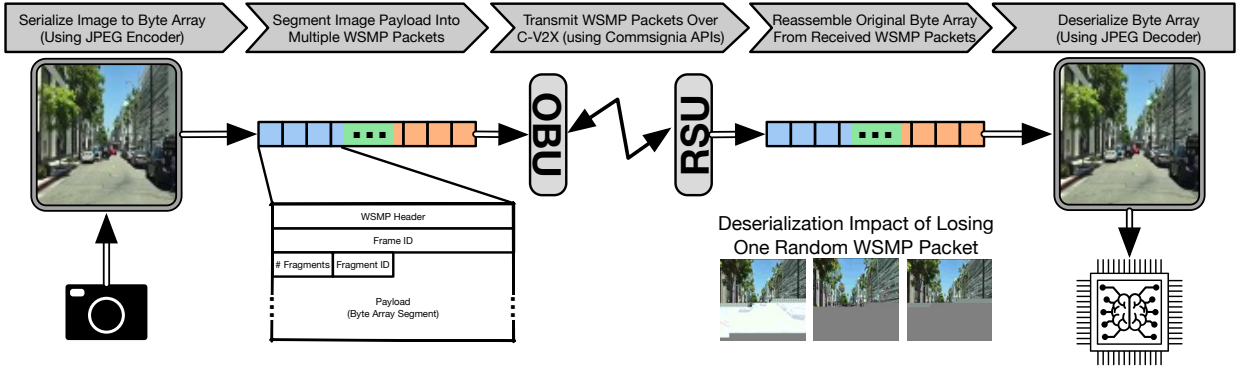 Serialize Image to Byte Array
(Using JPEG Encoder)
Segment Image Payload Into
Multiple WSMP Packets
Transmit WSMP Packets Over
C-V2X (using Commsignia APIs)
Reassemble Original Byte Array
From Received WSMP Packets
Deserialize Byte Array
(Using JPEG Decoder)
OBU
RSU
WSMP Header
Frame ID
# Fragments
Fragment ID
Payload
(Byte Array Segment)
Deserialization Impact of Losing
One Random WSMP Packet